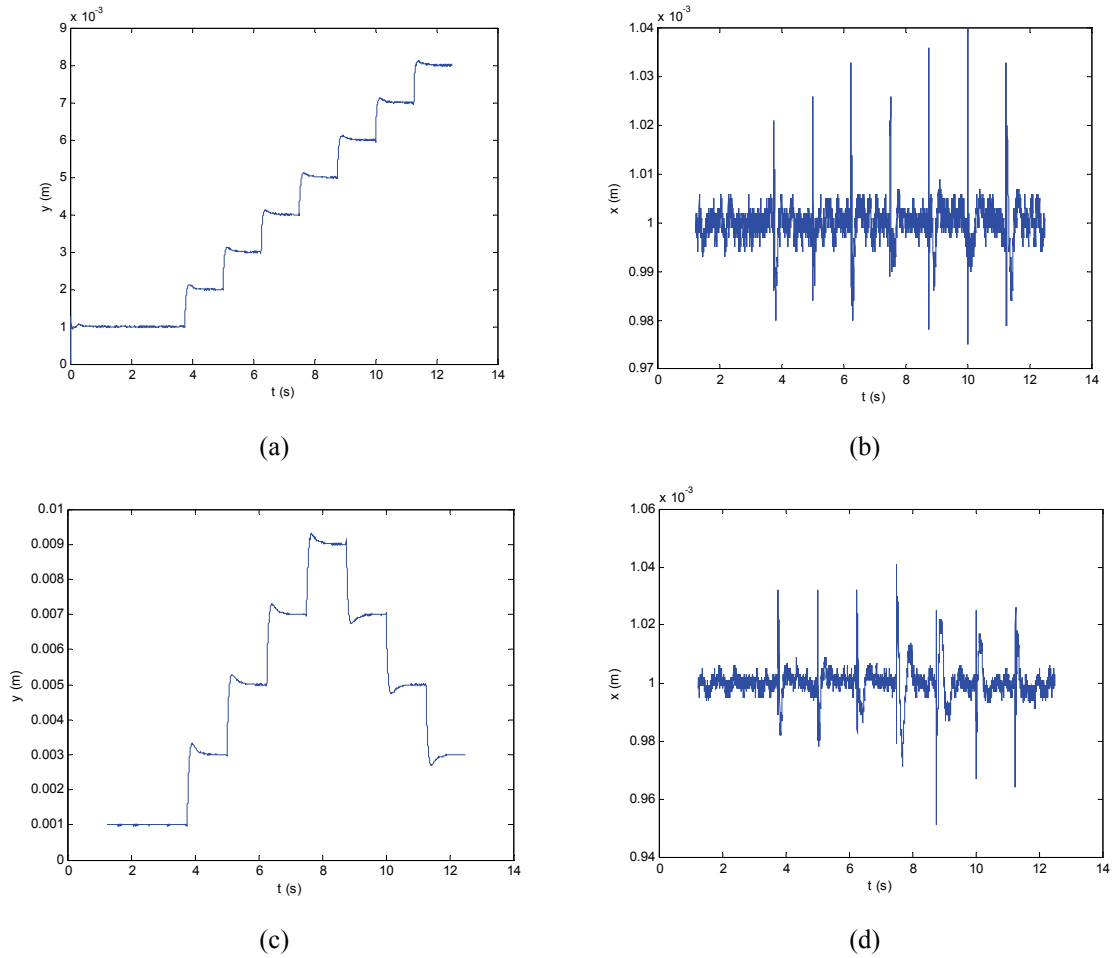 x 10⁻³
9
8
7
6
5
4
3
2
1
0
0 2 4 6 8 10 12 14
y (m)
t (s)
(a)
x 10⁻³
1.04
1.03
1.02
1.01
1
0.99
0.98
0.97
0 2 4 6 8 10 12 14
x (m)
t (s)
(b)
0.01
0.009
0.008
0.007
0.006
0.005
0.004
0.003
0.002
0.001
0
0 2 4 6 8 10 12 14
y (m)
t (s)
(c)
x 10⁻³
1.06
1.04
1.02
1
0.98
0.96
0.94
0 2 4 6 8 10 12 14
x (m)
t (s)
(d)